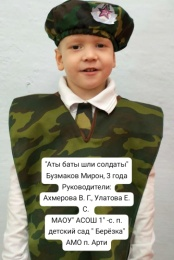 "Аты баты шли солдаты"
Бузмаков Мирон, 3 года
Руководители:
Ахмерова В. Г., Улатова Е.
С.
МАОУ" АСОШ 1" -с. п.
детский сад " Берёзка"
АМО п. Арти